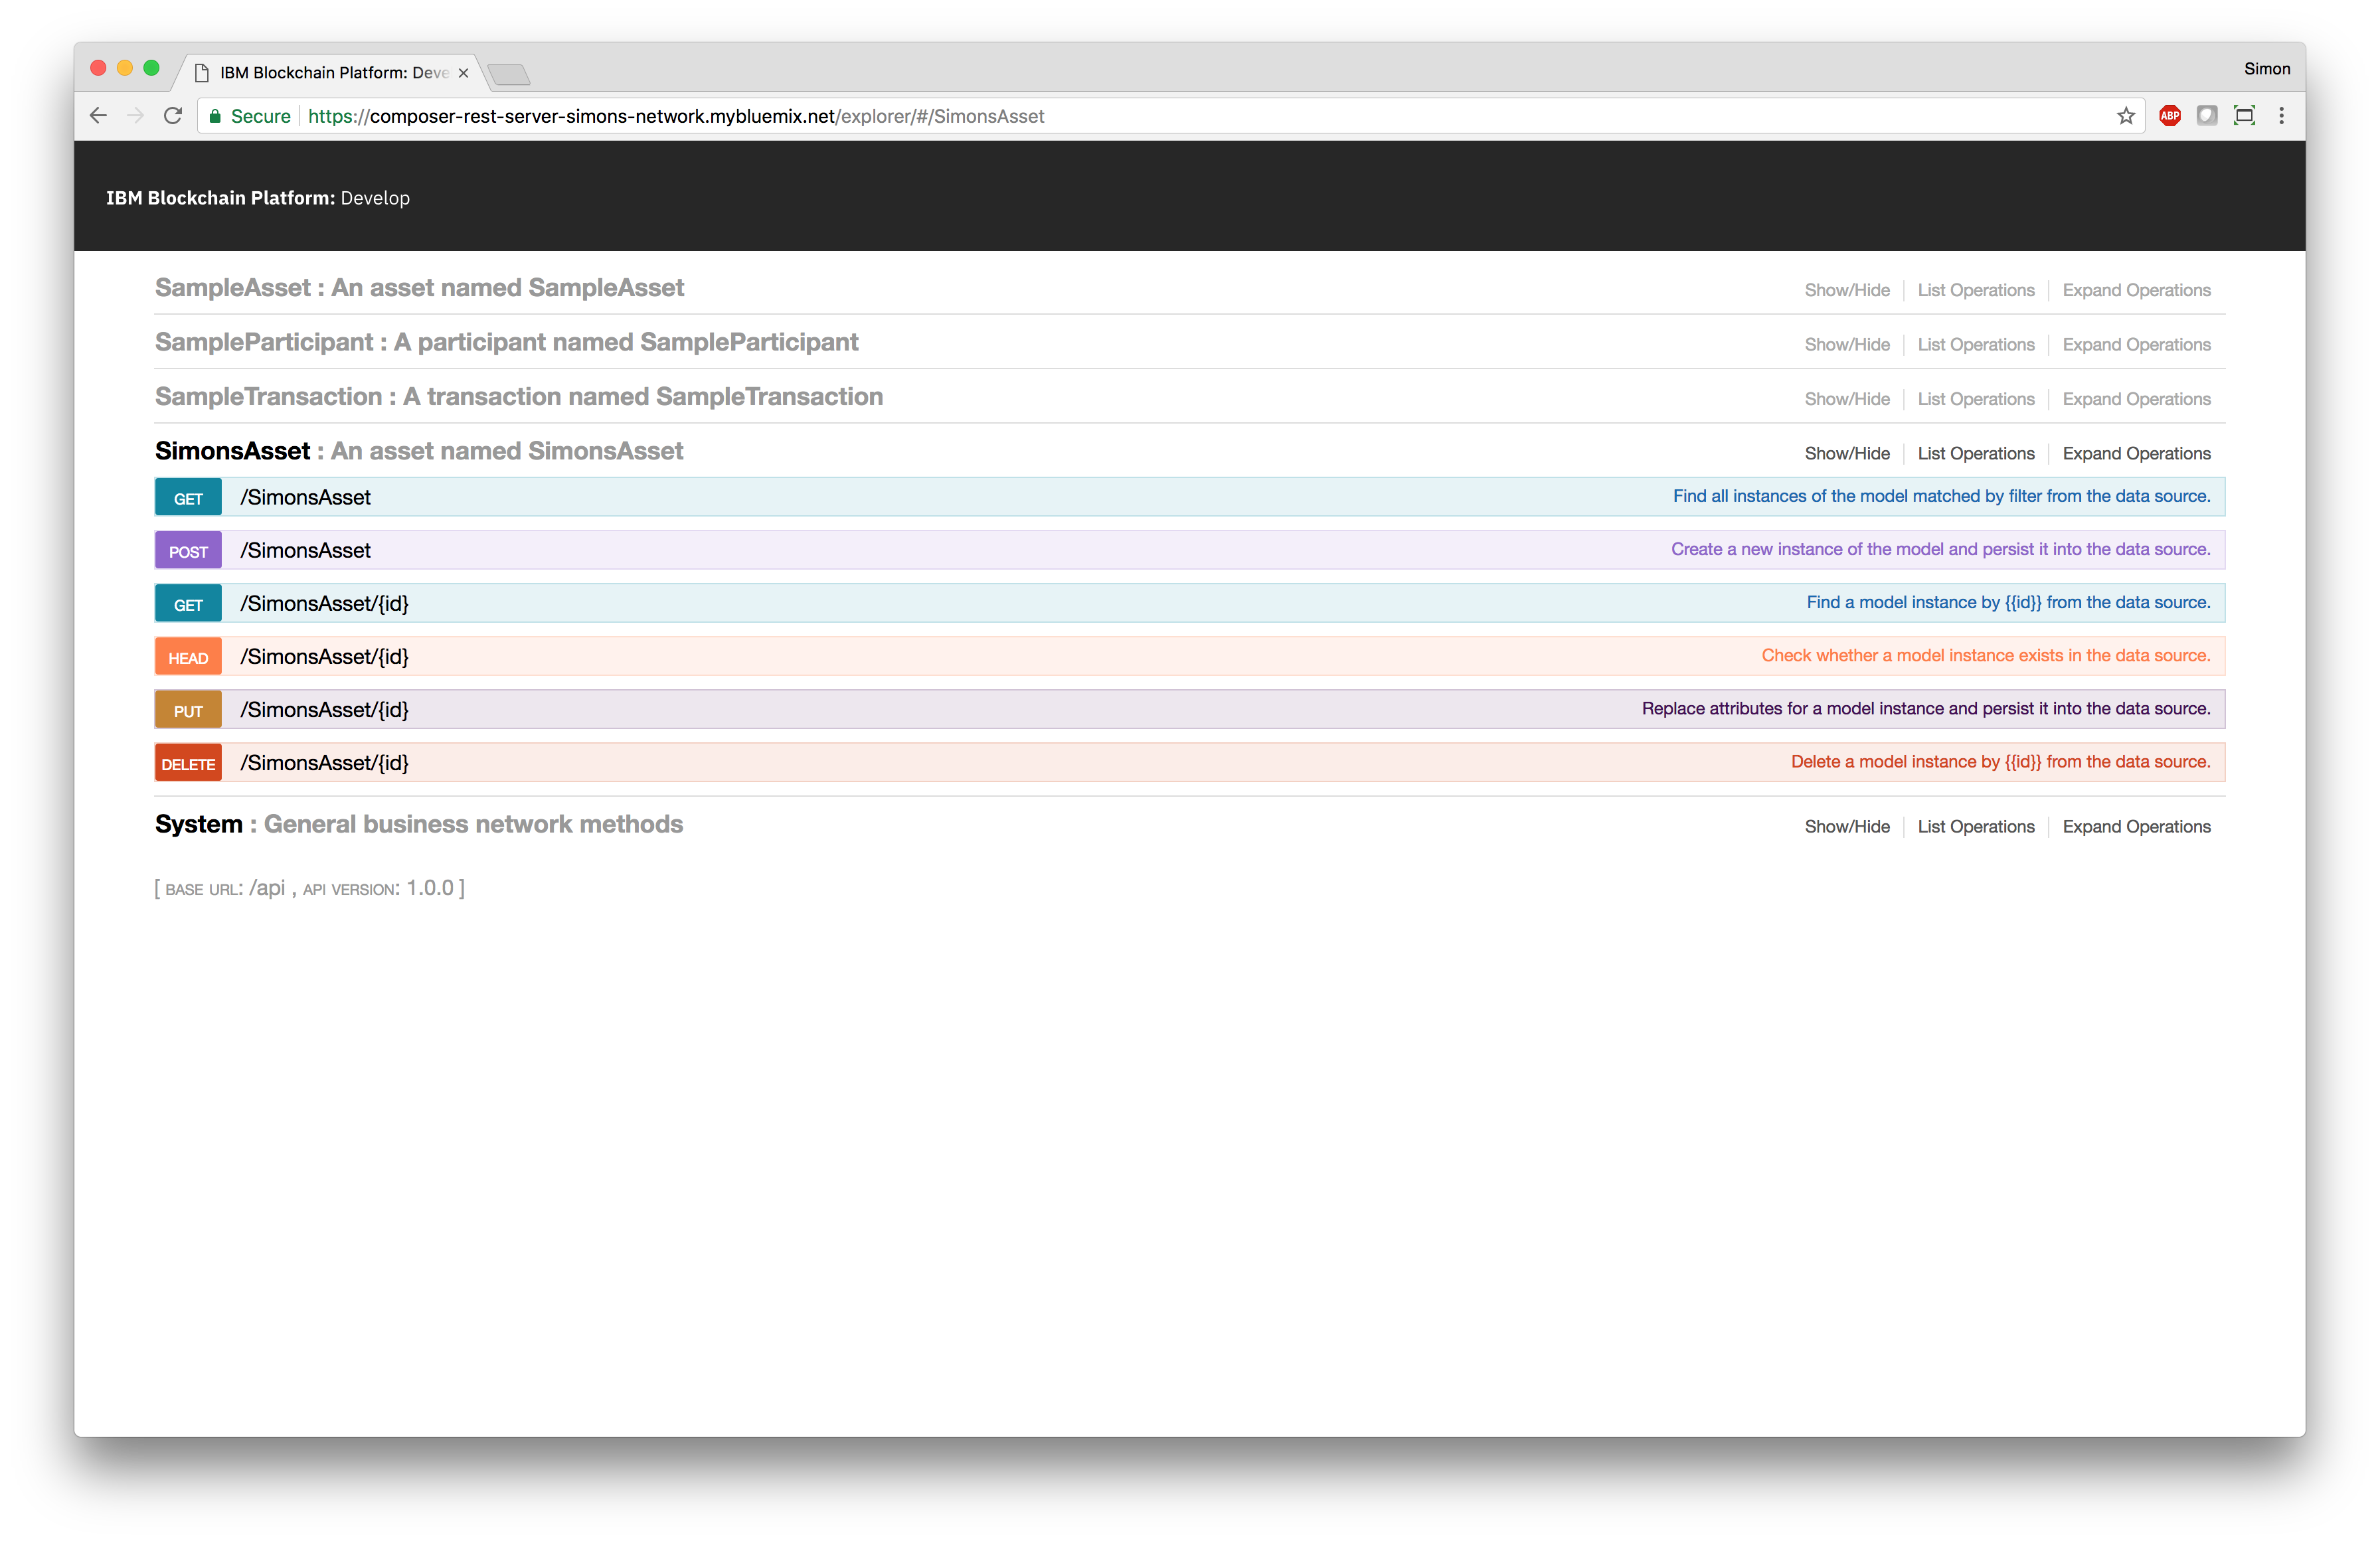 IBM Blockchain Platform: Deve
Simon
Secure https://composer-rest-server-simons-network.mybluemix.net/explorer/#/SimonsAsset
ABP
IBM Blockchain Platform: Develop
SampleAsset : An asset named SampleAsset Show/Hide List Operations Expand Operations
SampleParticipant : A participant named SampleParticipant Show/Hide List Operations Expand Operations
SampleTransaction : A transaction named SampleTransaction Show/Hide List Operations Expand Operations
SimonsAsset : An asset named SimonsAsset Show/Hide List Operations Expand Operations
GET /SimonsAsset Find all instances of the model matched by filter from the data source.
POST /SimonsAsset Create a new instance of the model and persist it into the data source.
GET /SimonsAsset/{id} Find a model instance by {{id}} from the data source.
HEAD /SimonsAsset/{id} Check whether a model instance exists in the data source.
PUT /SimonsAsset/{id} Replace attributes for a model instance and persist it into the data source.
DELETE /SimonsAsset/{id} Delete a model instance by {{id}} from the data source.
System : General business network methods Show/Hide List Operations Expand Operations
[ BASE URL: /api , API VERSION: 1.0.0 ]